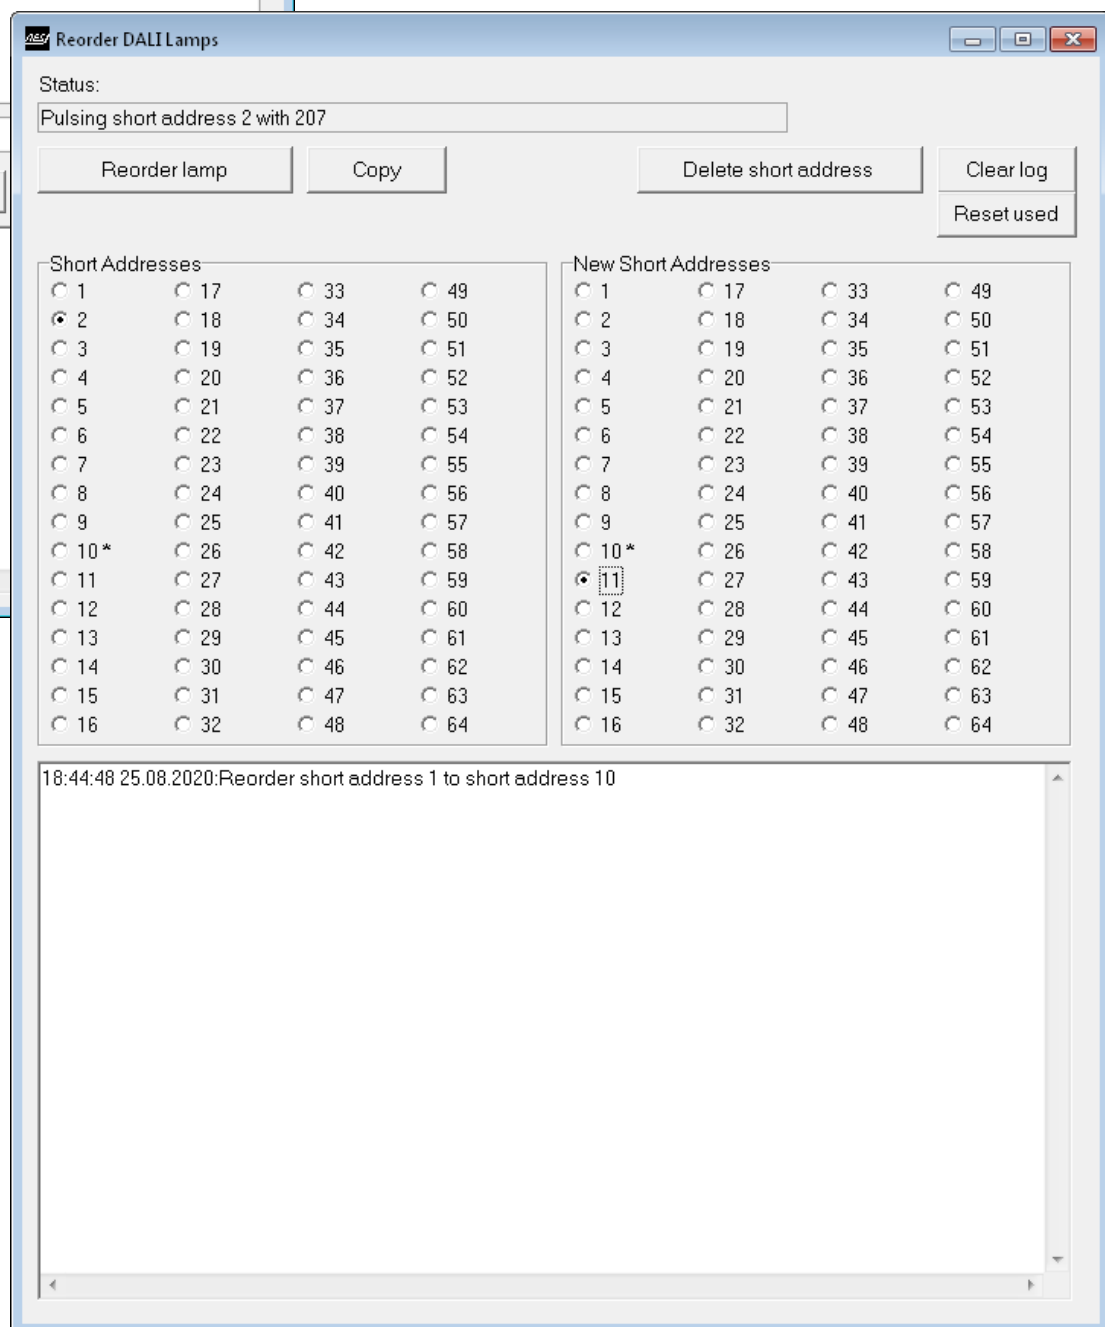 Reorder DALI Lamps
Status:
Pulsing short address 2 with 207
Reorder lamp Copy Delete short address Clear log
Reset used
Short Addresses New Short Addresses
1 17 33 49 1 17 33 49
2 18 34 50 2 18 34 50
3 19 35 51 3 19 35 51
4 20 36 52 4 20 36 52
5 21 37 53 5 21 37 53
6 22 38 54 6 22 38 54
7 23 39 55 7 23 39 55
8 24 40 56 8 24 40 56
9 25 41 57 9 25 41 57
10* 26 42 58 10* 26 42 58
11 27 43 59 11 27 43 59
12 28 44 60 12 28 44 60
13 29 45 61 13 29 45 61
14 30 46 62 14 30 46 62
15 31 47 63 15 31 47 63
16 32 48 64 16 32 48 64
18:44:48 25.08.2020:Reorder short address 1 to short address 10